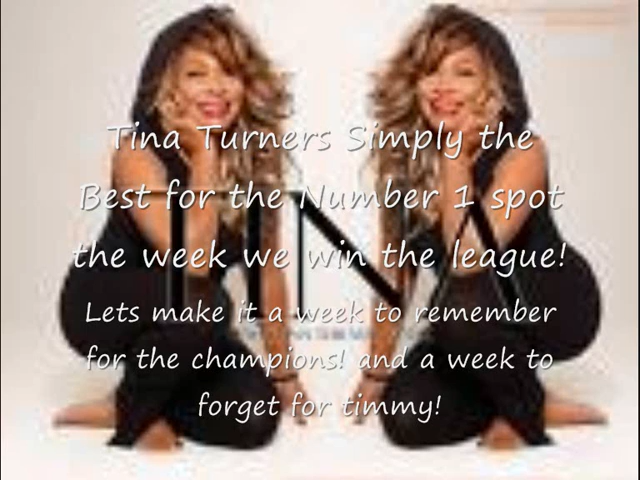 Tina Turners Simply the
Best for the Number 1 spot
the week we win the league!
Lets make it a week to remember
for the champions! and a week to
forget for timmy!